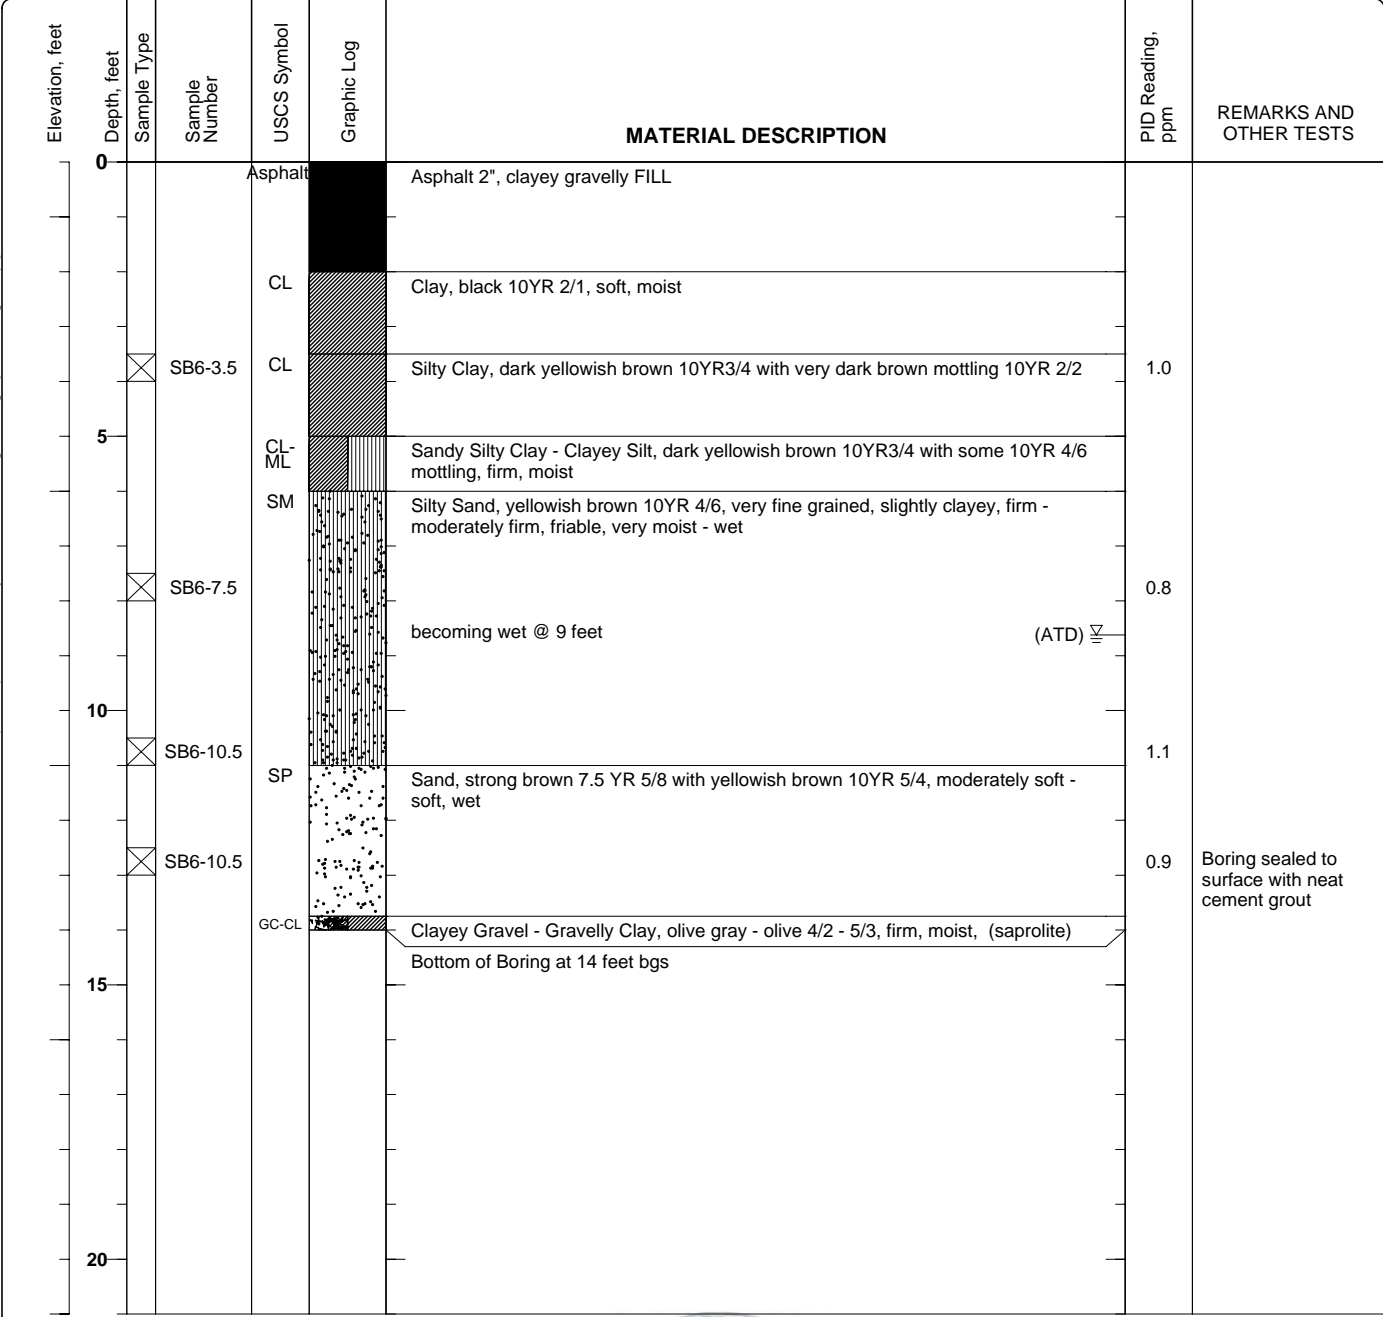 Elevation, feet
Depth, feet
Sample Type
Sample
Number
USCS Symbol
Graphic Log
MATERIAL DESCRIPTION
PID Reading,
ppm
REMARKS AND
OTHER TESTS
0
Asphalt
Asphalt 2", clayey gravelly FILL
CL
Clay, black 10YR 2/1, soft, moist
SB6-3.5
CL
Silty Clay, dark yellowish brown 10YR3/4 with very dark brown mottling 10YR 2/2
1.0
5
CL-
ML
Sandy Silty Clay - Clayey Silt, dark yellowish brown 10YR3/4 with some 10YR 4/6
mottling, firm, moist
SM
Silty Sand, yellowish brown 10YR 4/6, very fine grained, slightly clayey, firm -
moderately firm, friable, very moist - wet
SB6-7.5
0.8
becoming wet @ 9 feet
(ATD)
10
SB6-10.5
1.1
SP
Sand, strong brown 7.5 YR 5/8 with yellowish brown 10YR 5/4, moderately soft -
soft, wet
SB6-10.5
0.9
Boring sealed to
surface with neat
cement grout
GC-CL
Clayey Gravel - Gravelly Clay, olive gray - olive 4/2 - 5/3, firm, moist, (saprolite)
Bottom of Boring at 14 feet bgs
15
20